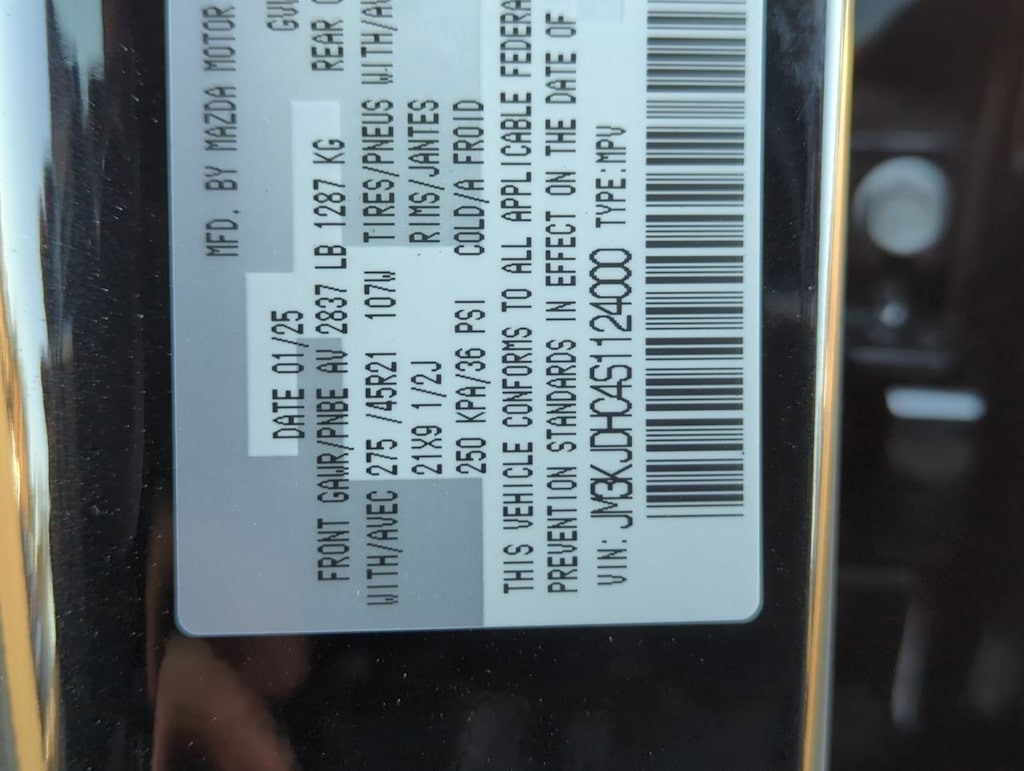 MFD. BY MAZDA MOTOR
DATE 01/25
FRONT GAWR/PNBE AV 2837 LB 1287 KG REAR
WITH/AVEC 275 /45R21 107W TIRES/PNEUS WITH/AV
21X9 1/2J RIMS/JANTES
250 KPA/36 PSI COLD/A FROID
THIS VEHICLE CONFORMS TO ALL APPLICABLE FEDERA
PREVENTION STANDARDS IN EFFECT ON THE DATE OF
VIN: JM3KJDHC4S1124000 TYPE:MPV